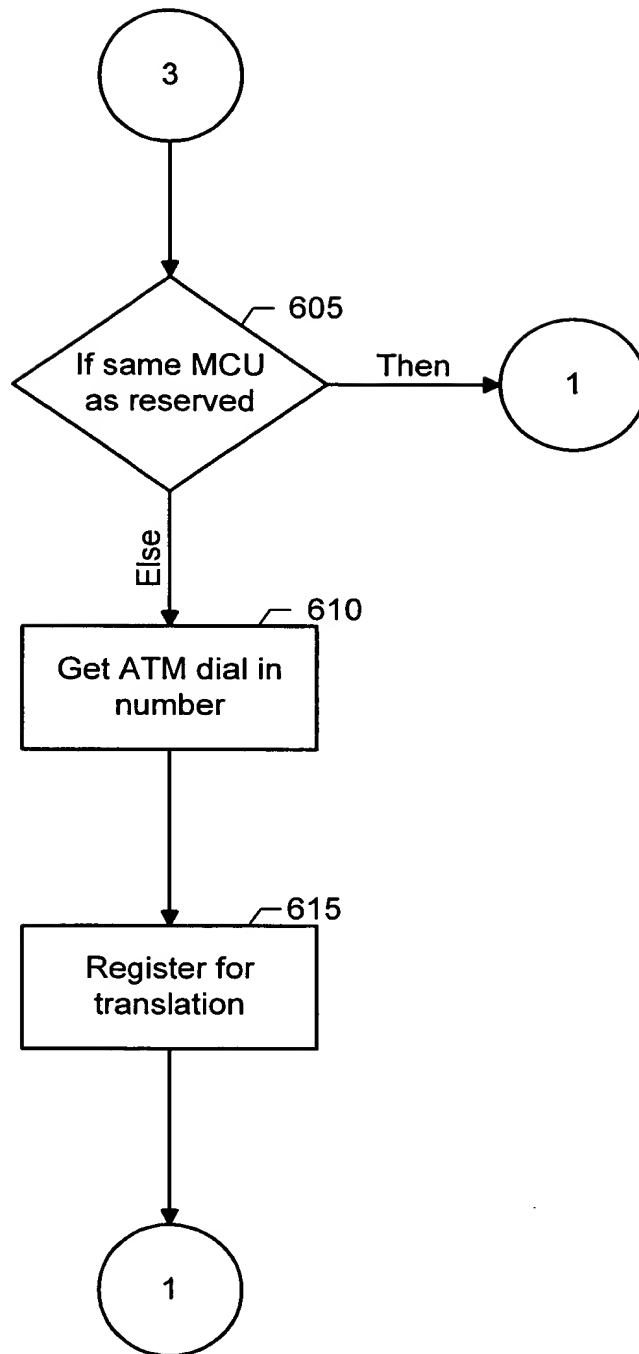 3
605
If same MCU
as reserved
Then
1
Else
610
Get ATM dial in
number
615
Register for
translation
1